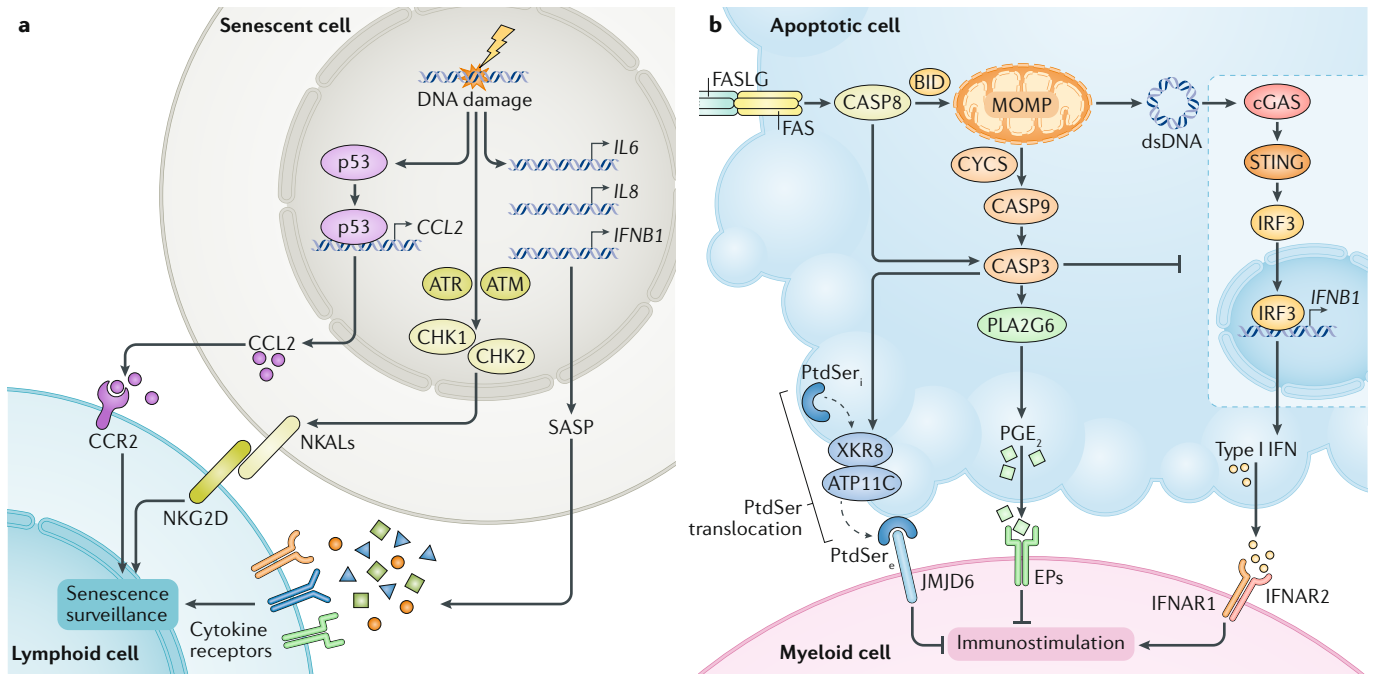 a
Senescent cell
DNA damage
p53
p53
CCL2
IL6
IL8
IFNB1
ATR
ATM
CHK1
CHK2
CCL2
CCR2
NKALs
NKG2D
SASP
Senescence
surveillance
Cytokine
receptors
Lymphoid cell
b
Apoptotic cell
FASLG
FAS
CASP8
BID
MOMP
dsDNA
cGAS
CYCS
STING
CASP9
IRF3
CASP3
IRF3
IFNB1
PLA2G6
PtdSerᵢ
XKR8
ATP11C
PGE₂
Type I IFN
PtdSer
translocation
PtdSerₑ
JMJD6
EPs
IFNAR1
IFNAR2
Immunostimulation
Myeloid cell